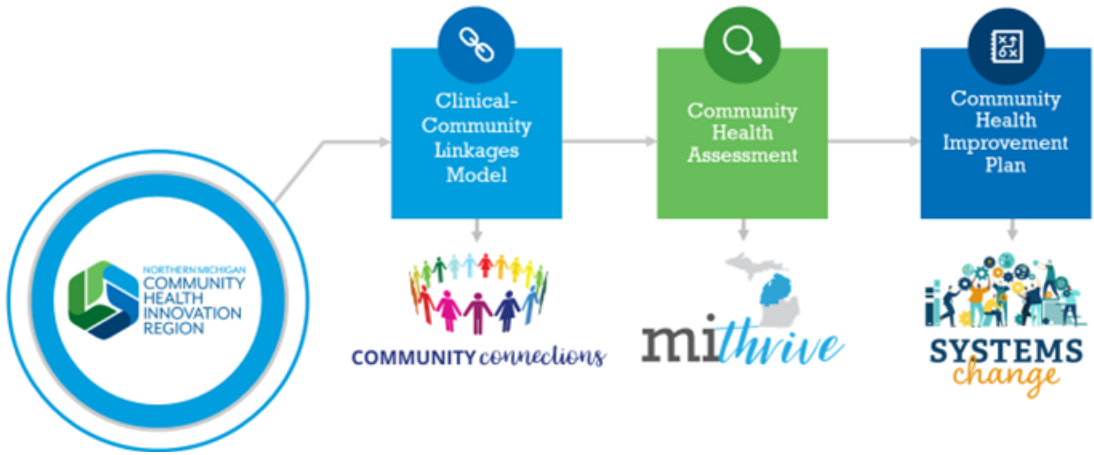 Clinical-
Community
Linkages
Model
Community
Health
Assessment
Community
Health
Improvement
Plan
NORTHERN MICHIGAN
COMMUNITY
HEALTH
INNOVATION
REGION
COMMUNITY connections
mithrive
SYSTEMS
change